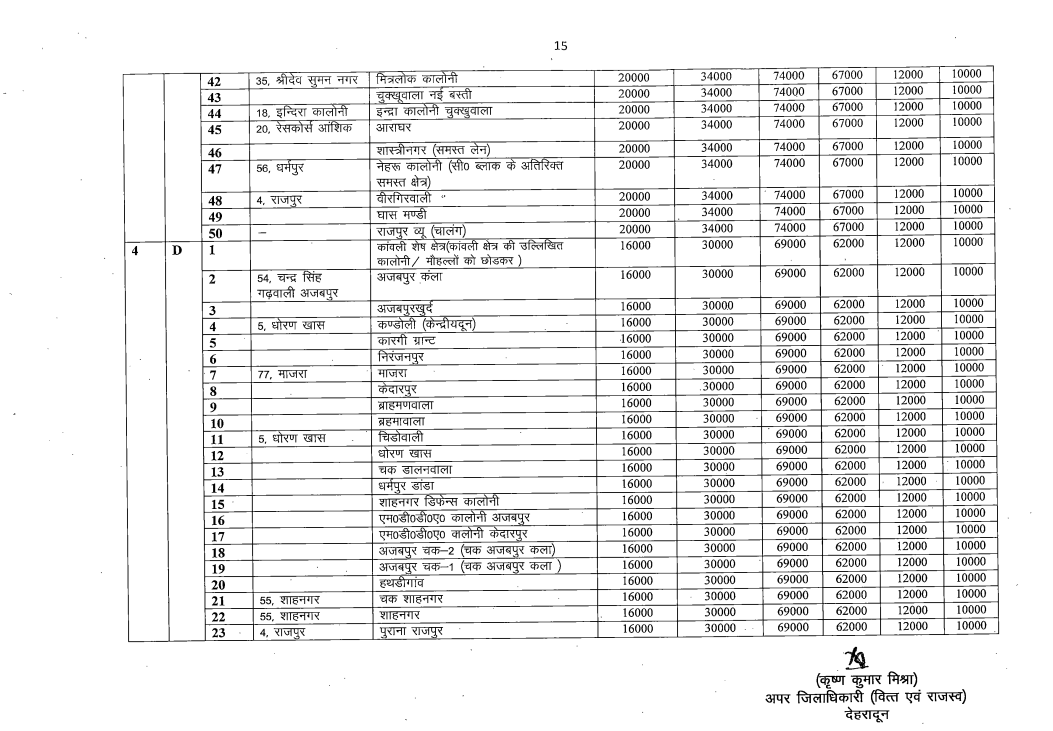 15
42 35, श्रीदेव सुमन नगर मित्रलोक कालोनी 20000 34000 74000 67000 12000 10000
43 चुक्खूवाला नई बस्ती 20000 34000 74000 67000 12000 10000
44 18, इन्दिरा कालोनी इन्द्रा कालोनी चुक्खुवाला 20000 34000 74000 67000 12000 10000
45 20, रेसकोर्स आंशिक आराघर 20000 34000 74000 67000 12000 10000
46 शास्त्रीनगर (समस्त लेन) 20000 34000 74000 67000 12000 10000
47 56, धर्मपुर नेहरू कालोनी (सी0 ब्लाक के अतिरिक्त 20000 34000 74000 67000 12000 10000
समस्त क्षेत्र)
48 4, राजपुर वीरगिरवाली 20000 34000 74000 67000 12000 10000
49 घास मण्डी 20000 34000 74000 67000 12000 10000
50 – राजपुर व्यू (चालंग) 20000 34000 74000 67000 12000 10000
4 D 1 कांवली शेष क्षेत्र(कांवली क्षेत्र की उल्लिखित 16000 30000 69000 62000 12000 10000
कालोनी/ मौहल्लों को छोडकर )
2 54, चन्द्र सिंह अजबपुर कंला 16000 30000 69000 62000 12000 10000
गढ़वाली अजबपुर
3 अजबपुरखुर्द 16000 30000 69000 62000 12000 10000
4 5, धोरण खास कण्डोली (केन्द्रीयदून) 16000 30000 69000 62000 12000 10000
5 कारगी ग्रान्ट 16000 30000 69000 62000 12000 10000
6 निरंजनपुर 16000 30000 69000 62000 12000 10000
7 77, माजरा माजरा 16000 30000 69000 62000 12000 10000
8 केदारपुर 16000 30000 69000 62000 12000 10000
9 ब्राहमणवाला 16000 30000 69000 62000 12000 10000
10 ब्रहमावाला 16000 30000 69000 62000 12000 10000
11 5, धोरण खास चिडोवाली 16000 30000 69000 62000 12000 10000
12 धोरण खास 16000 30000 69000 62000 12000 10000
13 चक डालनवाला 16000 30000 69000 62000 12000 10000
14 धर्मपुर डांडा 16000 30000 69000 62000 12000 10000
15 शाहनगर डिफेन्स कालोनी 16000 30000 69000 62000 12000 10000
16 एम0डी0डी0ए0 कालोनी अजबपुर 16000 30000 69000 62000 12000 10000
17 एम0डी0डी0ए0 कालोनी केदारपुर 16000 30000 69000 62000 12000 10000
18 अजबपुर चक–2 (चक अजबपुर कला) 16000 30000 69000 62000 12000 10000
19 अजबपुर चक–1 (चक अजबपुर कला ) 16000 30000 69000 62000 12000 10000
20 हथडीगांव 16000 30000 69000 62000 12000 10000
21 55, शाहनगर चक शाहनगर 16000 30000 69000 62000 12000 10000
22 55, शाहनगर शाहनगर 16000 30000 69000 62000 12000 10000
23 4, राजपुर पुराना राजपुर 16000 30000 69000 62000 12000 10000
(कृष्ण कुमार मिश्रा)
अपर जिलाधिकारी (वित्त एवं राजस्व)
देहरादून